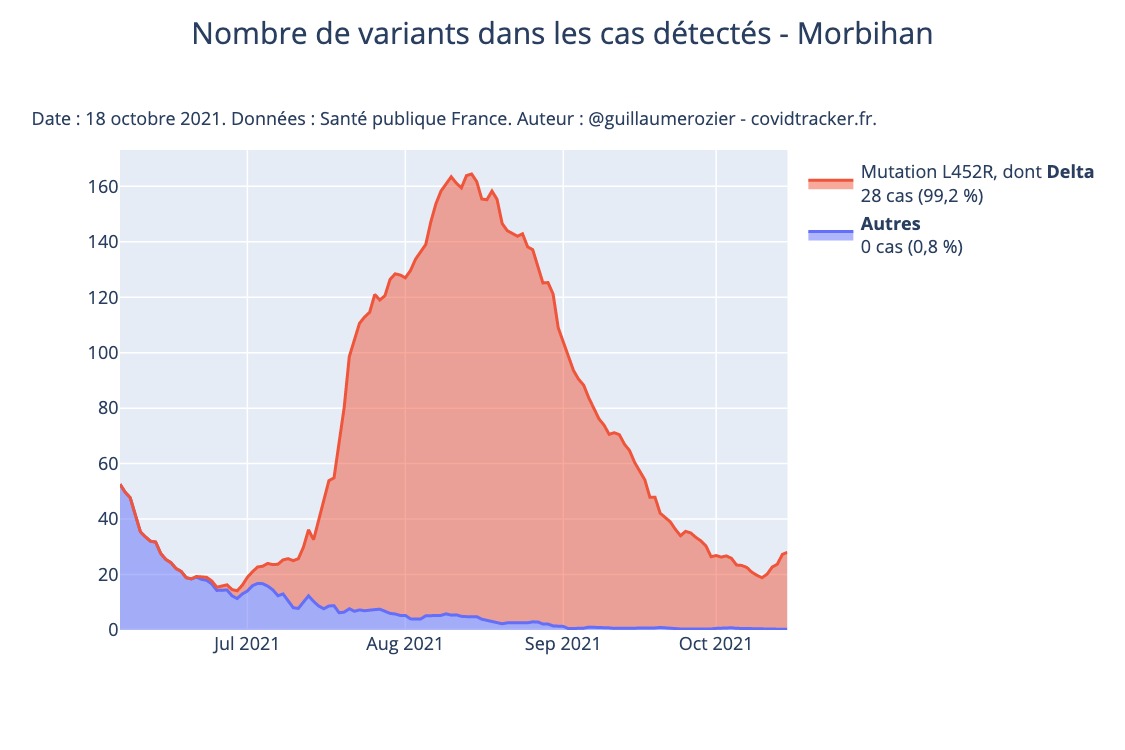 Nombre de variants dans les cas détectés - Morbihan
Date : 18 octobre 2021. Données : Santé publique France. Auteur : @guillaumerozier - covidtracker.fr.
Mutation L452R, dont Delta
28 cas (99,2 %)
Autres
0 cas (0,8 %)
160
140
120
100
80
60
40
20
0
Jul 2021 Aug 2021 Sep 2021 Oct 2021